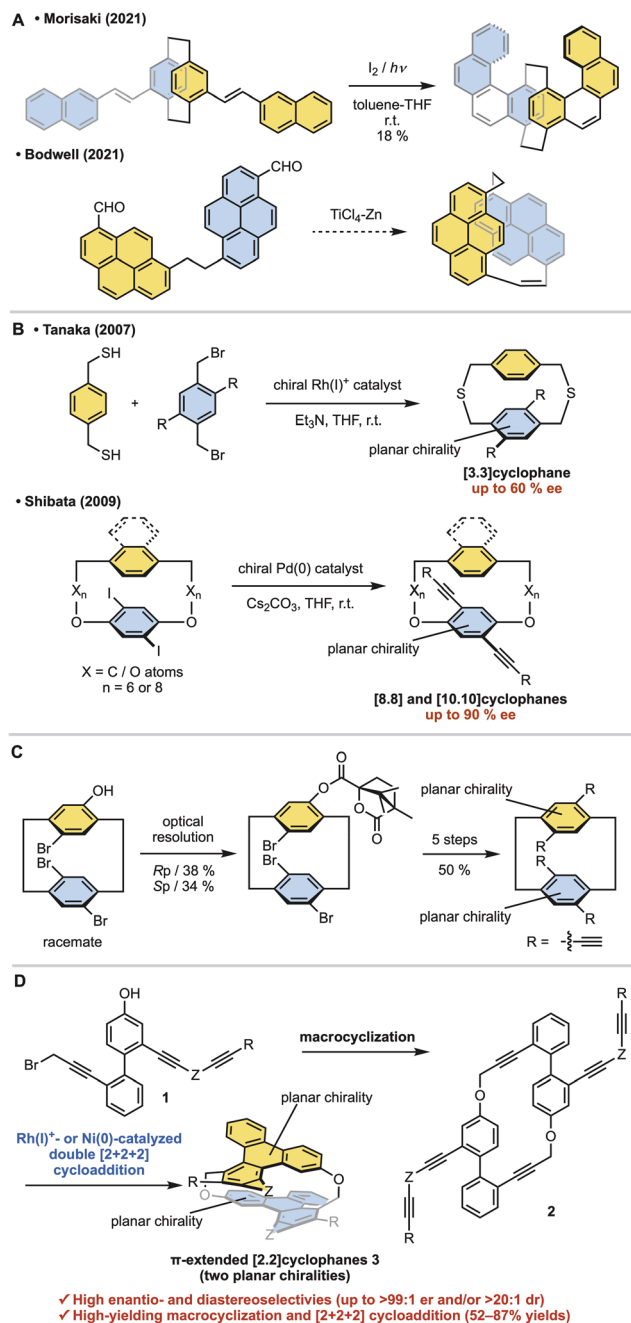 A • Morisaki (2021)
I₂ / hν
toluene-THF
r.t.
18 %
• Bodwell (2021)
CHO
CHO
TiCl₄-Zn
B • Tanaka (2007)
SH
SH
+
Br
R
R
Br
chiral Rh(I)⁺ catalyst
Et₃N, THF, r.t.
S
S
R
R
planar chirality
[3.3]cyclophane
up to 60 % ee
• Shibata (2009)
Xₙ
Xₙ
I
O
O
I
X = C / O atoms
n = 6 or 8
chiral Pd(0) catalyst
Cs₂CO₃, THF, r.t.
R
Xₙ
Xₙ
O
O
planar chirality
R
[8.8] and [10.10]cyclophanes
up to 90 % ee
C
OH
Br
Br
Br
racemate
optical
resolution
Rp / 38 %
Sp / 34 %
O
O
O
O
Br
Br
Br
5 steps
50 %
planar chirality
R
R
R
R
planar chirality
R =
D
OH
Br
R
Z
1
macrocyclization
R
Z
O
O
Z
R
2
Rh(I)⁺- or Ni(0)-catalyzed
double [2+2+2]
cycloaddition
planar chirality
R
Z
O
O
R
Z
planar chirality
π-extended [2.2]cyclophanes 3
(two planar chiralities)
✓ High enantio- and diastereoselectivies (up to >99:1 er and/or >20:1 dr)
✓ High-yielding macrocyclization and [2+2+2] cycloaddition (52–87% yields)